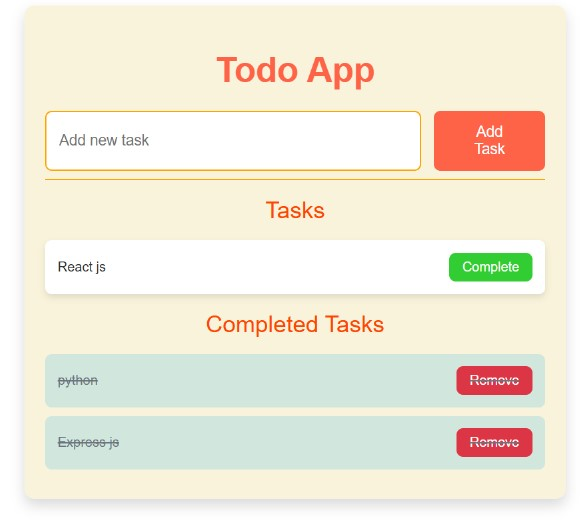 Todo App
Add new task
Add
Task
Tasks
React js
Complete
Completed Tasks
python
Remove
Express js
Remove